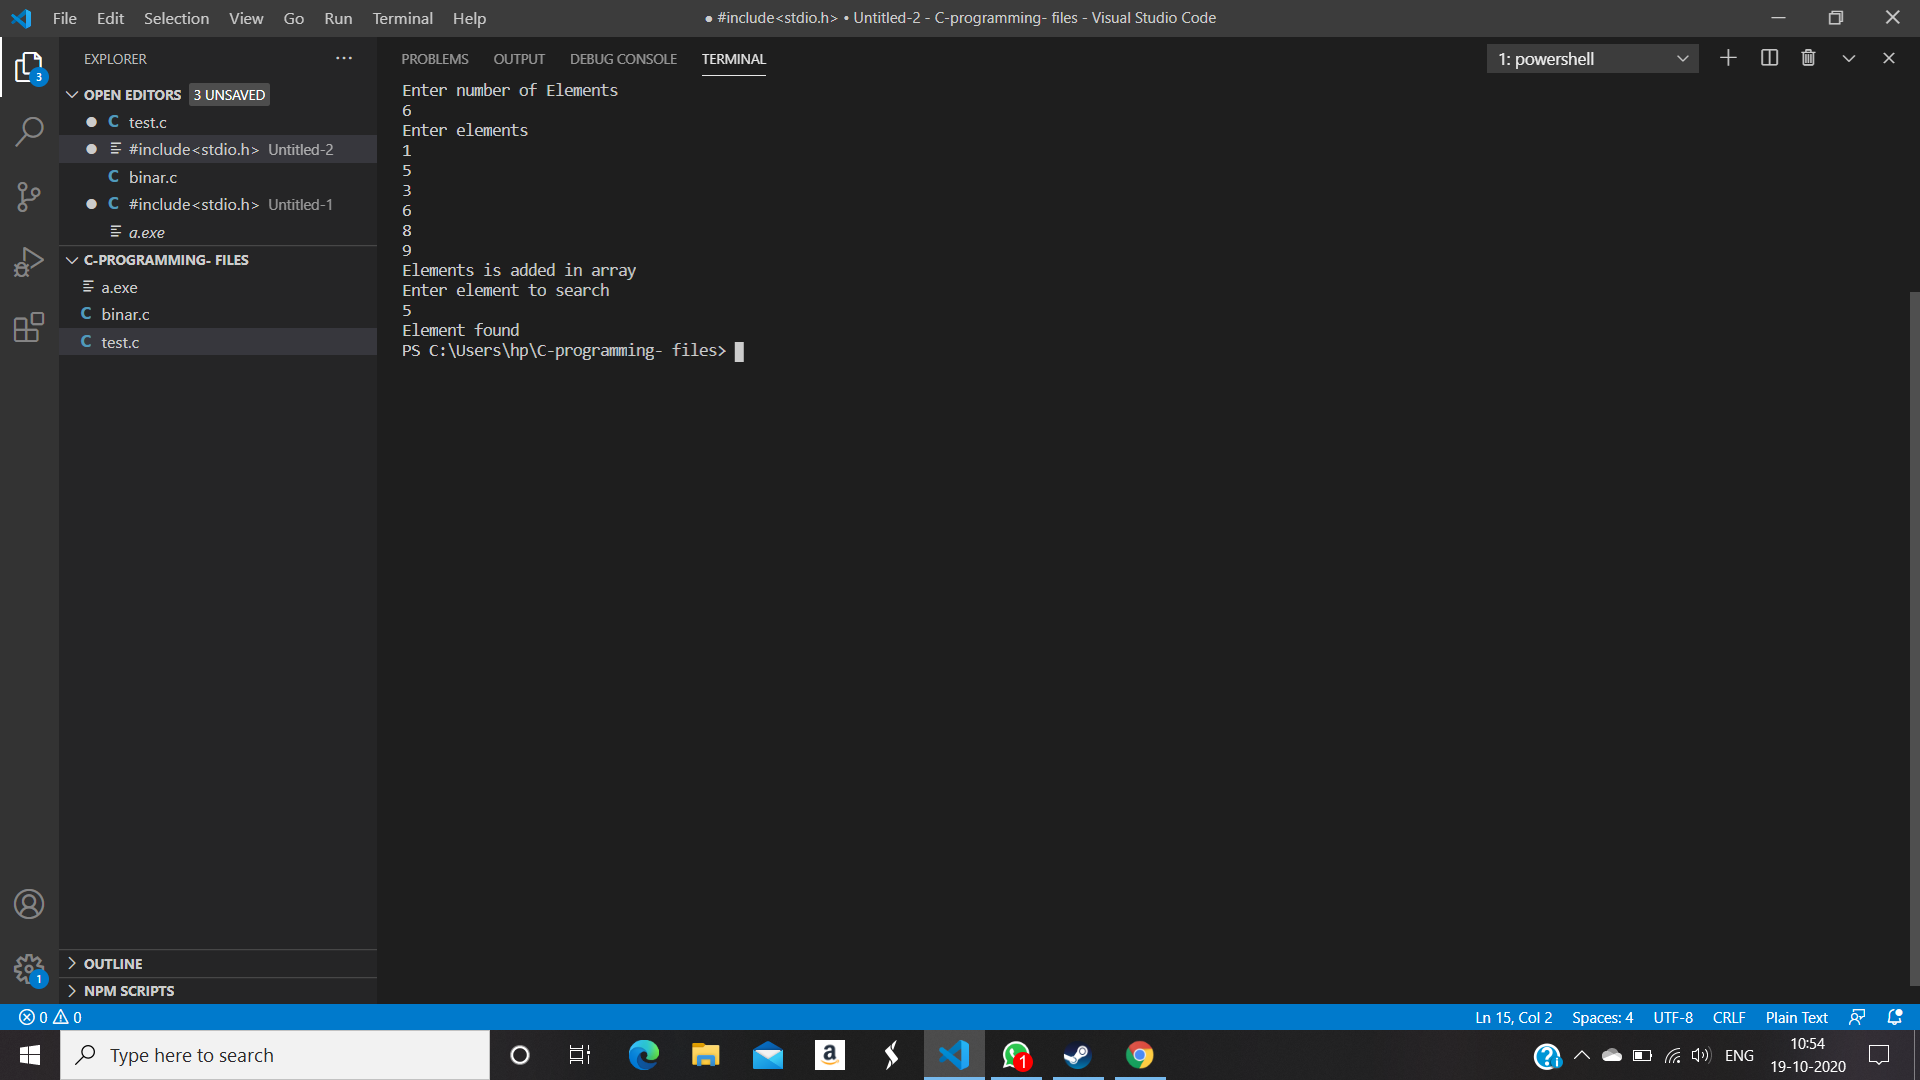 File Edit Selection View Go Run Terminal Help
● #include<stdio.h> • Untitled-2 - C-programming- files - Visual Studio Code
EXPLORER
PROBLEMS OUTPUT DEBUG CONSOLE TERMINAL
1: powershell
3
OPEN EDITORS 3 UNSAVED
C test.c
#include<stdio.h> Untitled-2
C binar.c
C #include<stdio.h> Untitled-1
a.exe
C-PROGRAMMING- FILES
a.exe
C binar.c
C test.c
Enter number of Elements
6
Enter elements
1
5
3
6
8
9
Elements is added in array
Enter element to search
5
Element found
PS C:\Users\hp\C-programming- files>
OUTLINE
1
NPM SCRIPTS
0 0
Ln 15, Col 2 Spaces: 4 UTF-8 CRLF Plain Text
Type here to search
a
1
ENG
10:54
19-10-2020